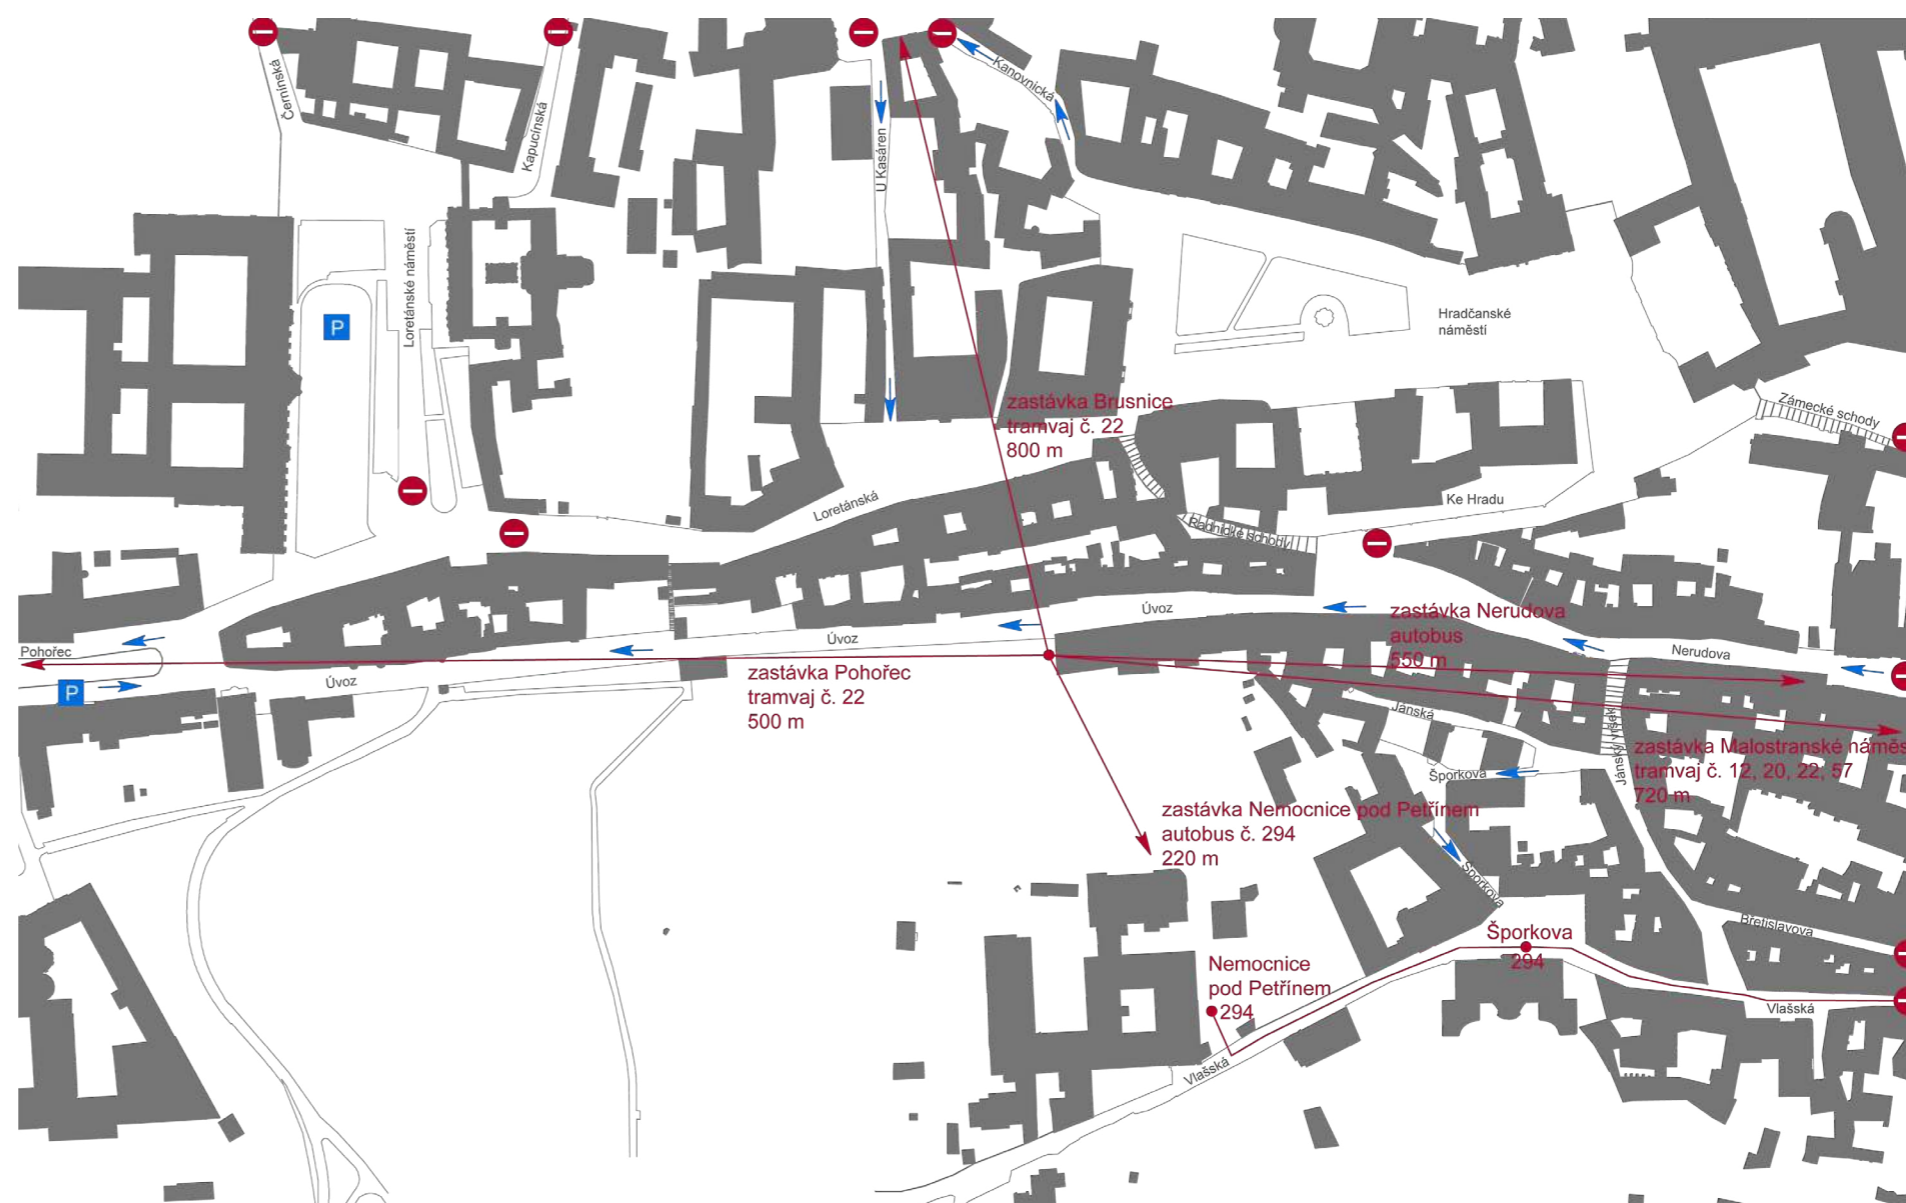 Černínská
Kapucínská
U Kasáren
Kanovnická
Loretánské náměstí
P
Hradčanské
náměstí
zastávka Brusnice
tramvaj č. 22
800 m
Zámecké schody
Loretánská
Ke Hradu
Radnické schody
Úvoz
Úvoz
zastávka Nerudova
autobus
550 m
Nerudova
Pohořec
P
Úvoz
zastávka Pohořec
tramvaj č. 22
500 m
Jánská
Jánský vršek
zastávka Malostranské náměs
tramvaj č. 12, 20, 22, 57
720 m
Šporkova
zastávka Nemocnice pod Petřínem
autobus č. 294
220 m
Šporkova
Břetislavova
Šporkova
294
Nemocnice
pod Petřínem
294
Vlašská
Vlašská